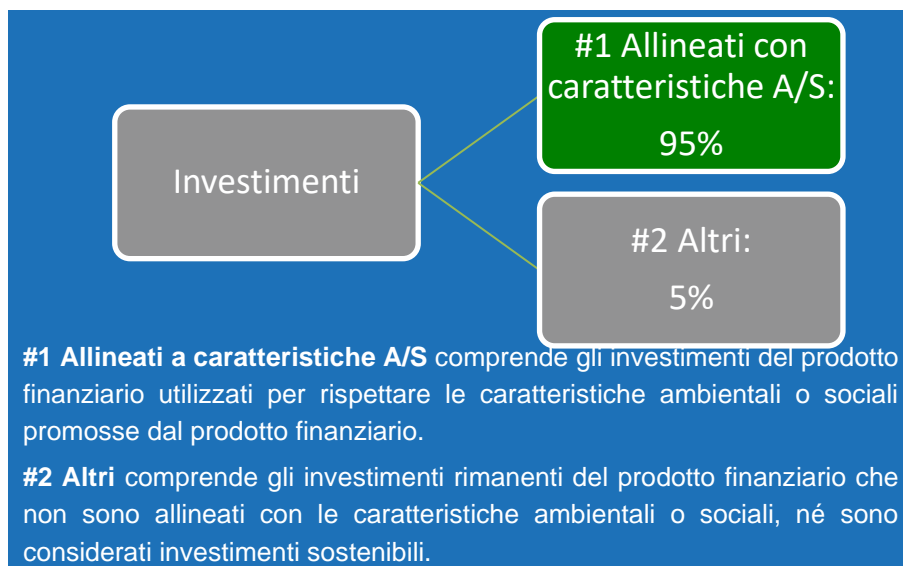 #1 Allineati con
caratteristiche A/S:
95%
Investimenti
#2 Altri:
5%
#1 Allineati a caratteristiche A/S comprende gli investimenti del prodotto
finanziario utilizzati per rispettare le caratteristiche ambientali o sociali
promosse dal prodotto finanziario.
#2 Altri comprende gli investimenti rimanenti del prodotto finanziario che
non sono allineati con le caratteristiche ambientali o sociali, né sono
considerati investimenti sostenibili.